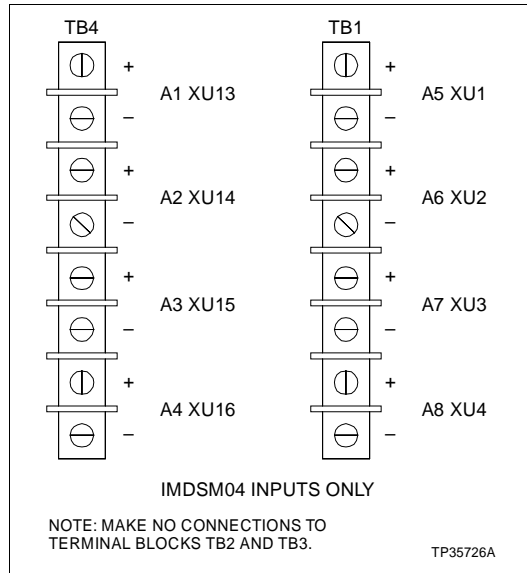 TB4
TB1
+
A1 XU13
−
+
A2 XU14
−
+
A3 XU15
−
+
A4 XU16
−
+
A5 XU1
−
+
A6 XU2
−
+
A7 XU3
−
+
A8 XU4
−
IMDSM04 INPUTS ONLY
NOTE: MAKE NO CONNECTIONS TO
TERMINAL BLOCKS TB2 AND TB3.
TP35726A